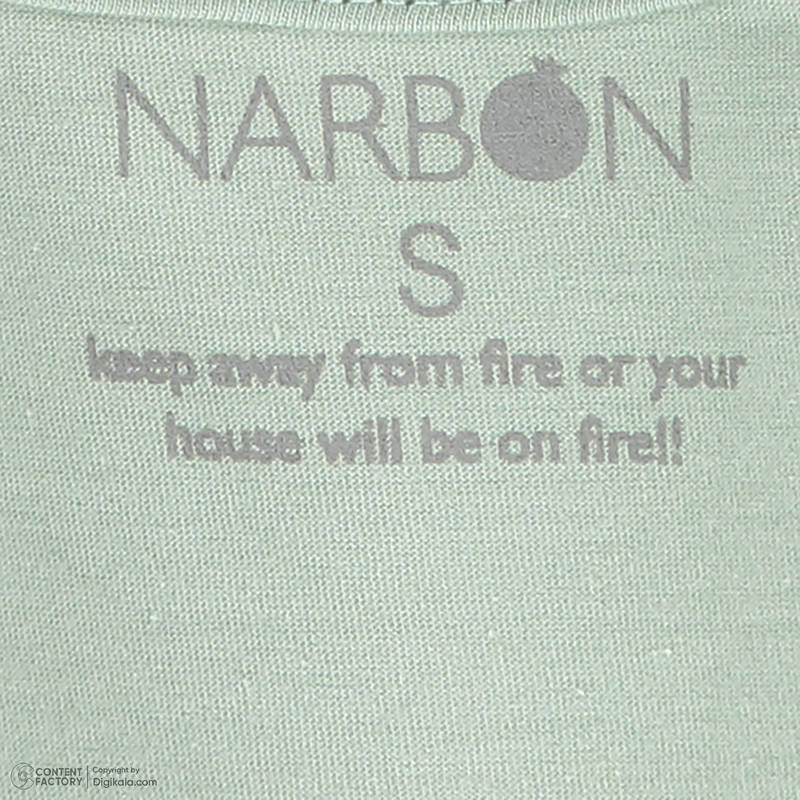 NARBON
S
keep away from fire or your
house will be on fire!!
CONTENT FACTORY
Copyright by
Digikala.com